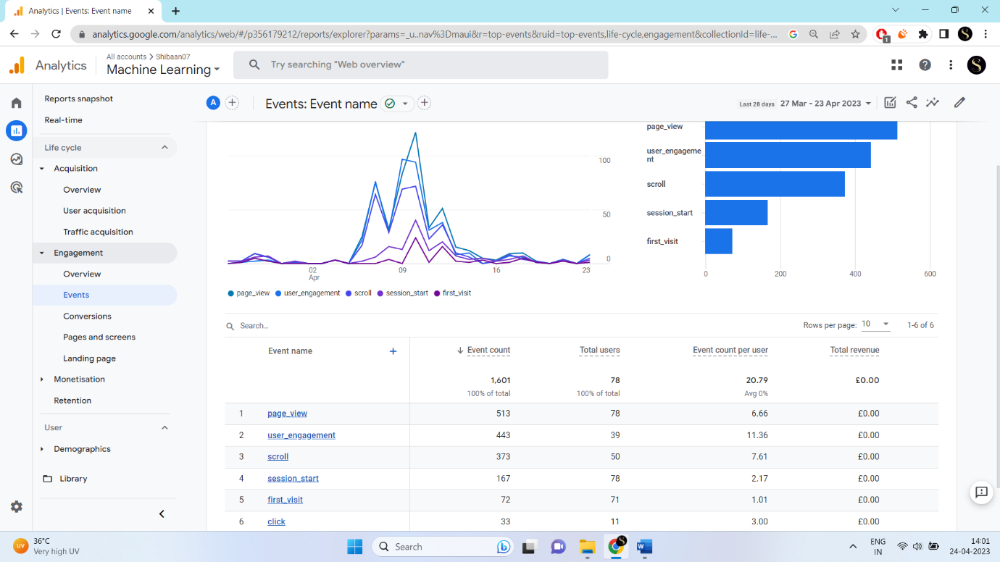 Analytics | Events: Event name
analytics.google.com/analytics/web/#/p356179212/reports/explorer?params=_u..nav%3Dmaui&r=top-events&ruid=top-events,life-cycle,engagement&collectionId=life-...
1
Analytics
All accounts > Shibaan07
Machine Learning
Try searching "Web overview"
Reports snapshot
Real-time
Life cycle
Acquisition
Overview
User acquisition
Traffic acquisition
Engagement
Overview
Events
Conversions
Pages and screens
Landing page
Monetisation
Retention
User
Demographics
Library
A
Events: Event name
Last 28 days 27 Mar - 23 Apr 2023
100
50
0
02
Apr
09
16
23
page_view user_engagement scroll session_start first_visit
page_view
user_engageme
nt
scroll
session_start
first_visit
0 200 400 600
Search...
Rows per page: 10 1-6 of 6
Event name Event count Total users Event count per user Total revenue
1,601 78 20.79 £0.00
100% of total 100% of total Avg 0%
1 page_view 513 78 6.66 £0.00
2 user_engagement 443 39 11.36 £0.00
3 scroll 373 50 7.61 £0.00
4 session_start 167 78 2.17 £0.00
5 first_visit 72 71 1.01 £0.00
6 click 33 11 3.00 £0.00
UV
36°C
Very high UV
Search
ENG
IN
14:01
24-04-2023